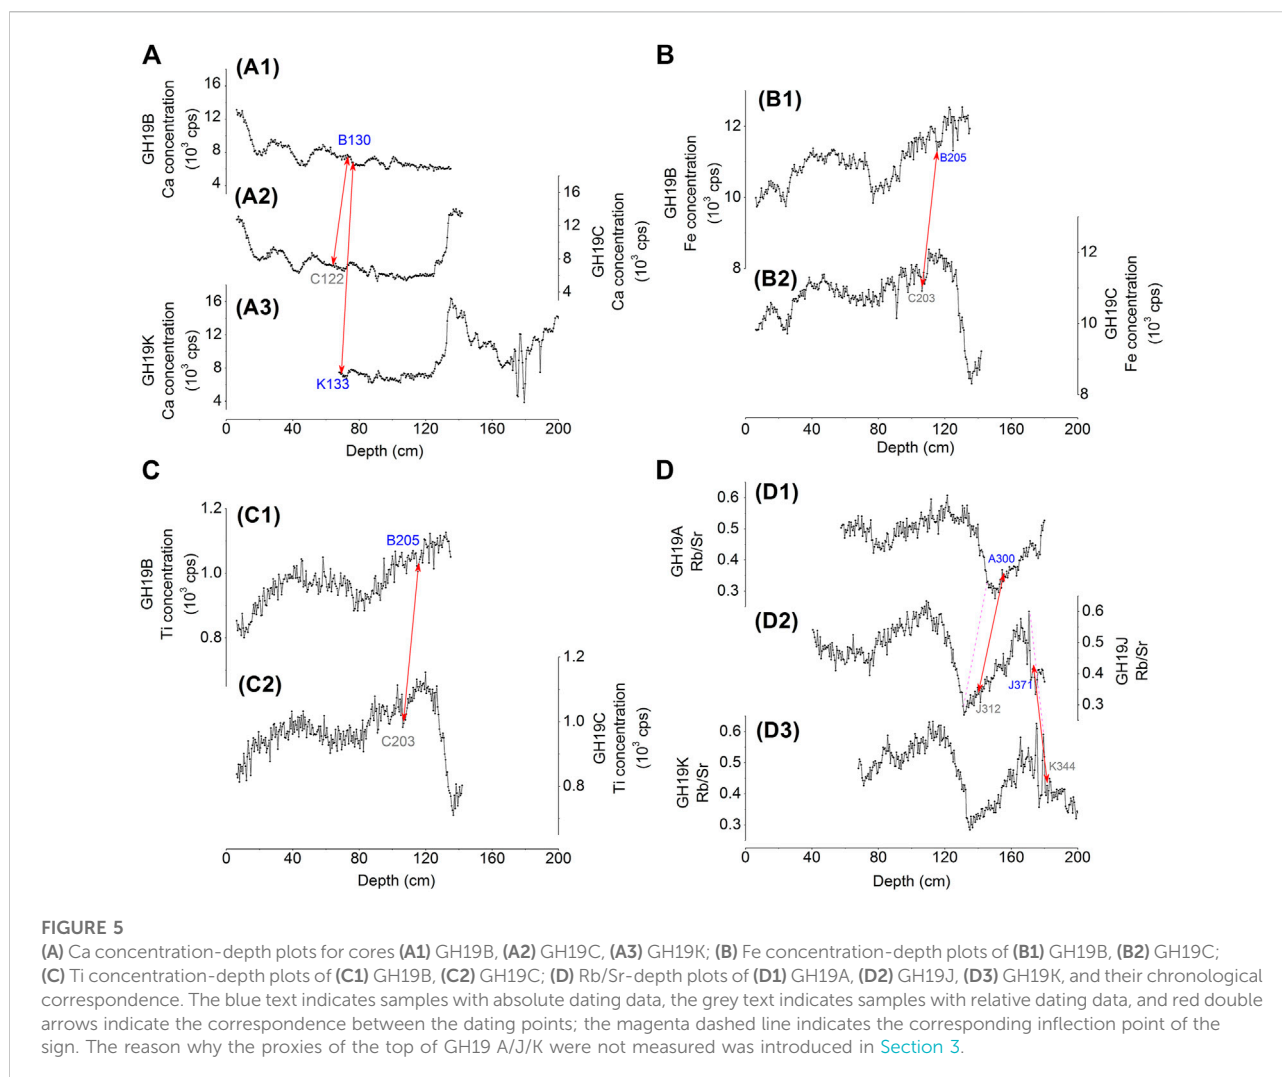 A
(A1)
16
12
8
4
GH19B
Ca concentration
(10³ cps)
B130
(A2)
16
12
8
4
GH19C
Ca concentration
(10³ cps)
C122
(A3)
16
12
8
4
GH19K
Ca concentration
(10³ cps)
K133
0 40 80 120 160 200
Depth (cm)
B
(B1)
12
10
8
GH19B
Fe concentration
(10³ cps)
B205
(B2)
12
10
8
GH19C
Fe concentration
(10³ cps)
C203
0 40 80 120 160 200
Depth (cm)
C
(C1)
1.2
1.0
0.8
GH19B
Ti concentration
(10³ cps)
B205
(C2)
1.2
1.0
0.8
GH19C
Ti concentration
(10³ cps)
C203
0 40 80 120 160 200
Depth (cm)
D
(D1)
0.6
0.5
0.4
0.3
GH19A
Rb/Sr
A300
(D2)
0.6
0.5
0.4
0.3
GH19J
Rb/Sr
J312
J371
(D3)
0.6
0.5
0.4
0.3
GH19K
Rb/Sr
K344
0 40 80 120 160 200
Depth (cm)
FIGURE 5
(A) Ca concentration-depth plots for cores (A1) GH19B, (A2) GH19C, (A3) GH19K; (B) Fe concentration-depth plots of (B1) GH19B, (B2) GH19C;
(C) Ti concentration-depth plots of (C1) GH19B, (C2) GH19C; (D) Rb/Sr-depth plots of (D1) GH19A, (D2) GH19J, (D3) GH19K, and their chronological
correspondence. The blue text indicates samples with absolute dating data, the grey text indicates samples with relative dating data, and red double
arrows indicate the correspondence between the dating points; the magenta dashed line indicates the corresponding inflection point of the
sign. The reason why the proxies of the top of GH19 A/J/K were not measured was introduced in Section 3.